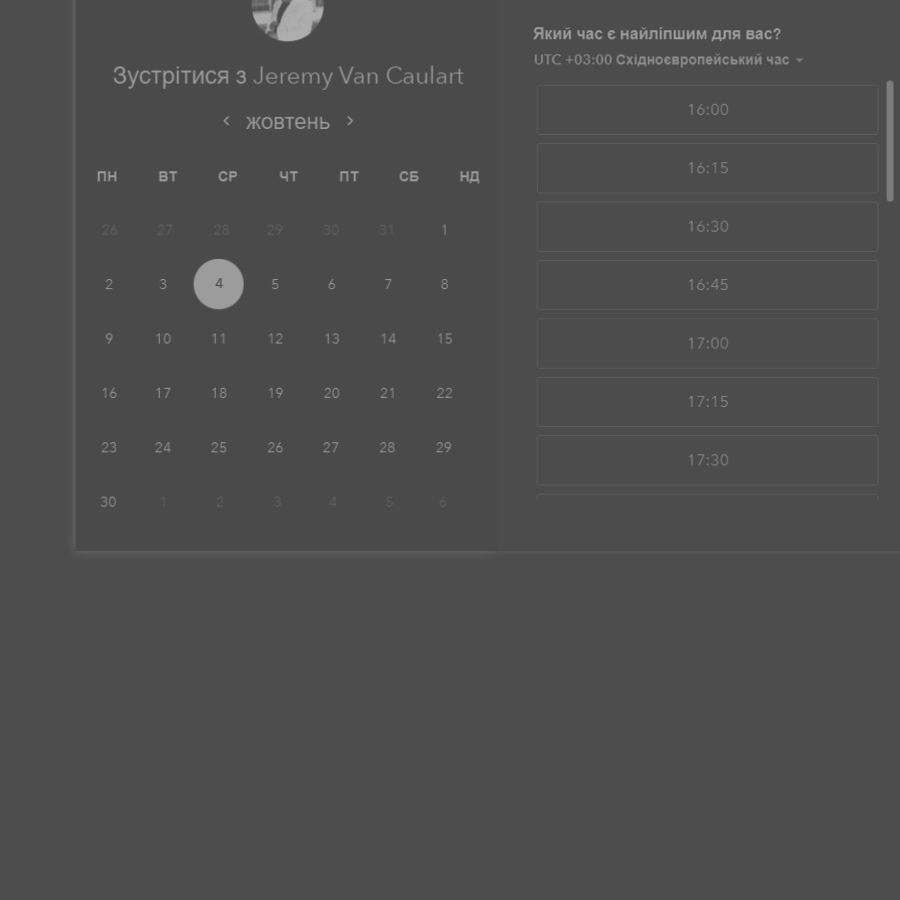 Зустрітися з Jeremy Van Caulart
жовтень
ПН ВТ СР ЧТ ПТ СБ НД
26 27 28 29 30 31 1
2 3 4 5 6 7 8
9 10 11 12 13 14 15
16 17 18 19 20 21 22
23 24 25 26 27 28 29
30 1 2 3 4 5 6
Який час є найліпшим для вас?
UTC +03:00 Східноєвропейський час
16:00
16:15
16:30
16:45
17:00
17:15
17:30